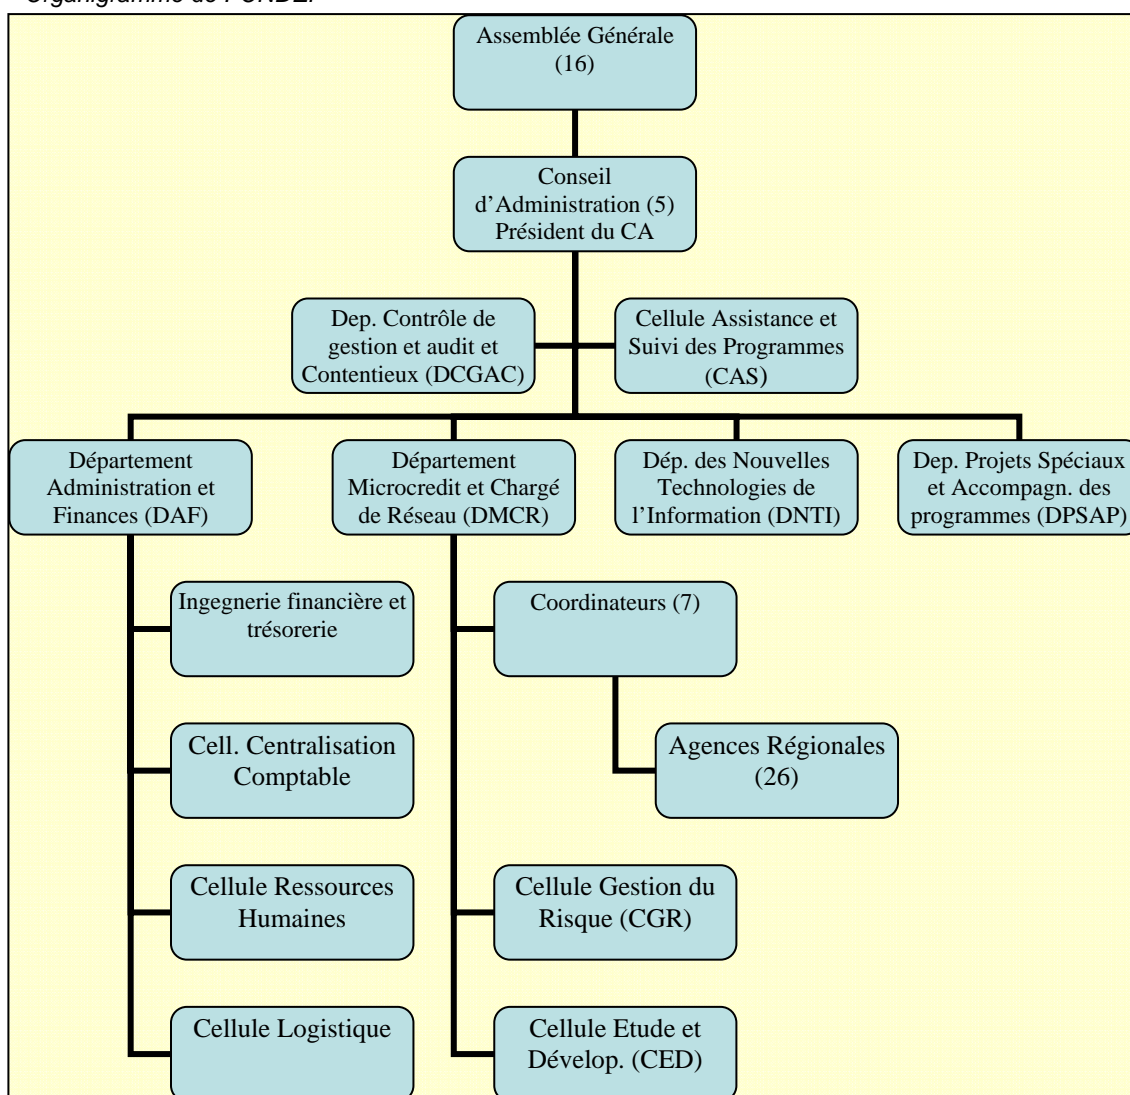 Organigramme de FONDEP
Assemblée Générale
(16)
Conseil
d'Administration (5)
Président du CA
Dep. Contrôle de
gestion et audit et
Contentieux (DCGAC)
Cellule Assistance et
Suivi des Programmes
(CAS)
Département
Administration et
Finances (DAF)
Département
Microcredit et Chargé
de Réseau (DMCR)
Dép. des Nouvelles
Technologies de
l'Information (DNTI)
Dep. Projets Spéciaux
et Accompagn. des
programmes (DPSAP)
Ingegnerie financière et
trésorerie
Coordinateurs (7)
Cell. Centralisation
Comptable
Agences Régionales
(26)
Cellule Ressources
Humaines
Cellule Gestion du
Risque (CGR)
Cellule Logistique
Cellule Etude et
Dévelop. (CED)